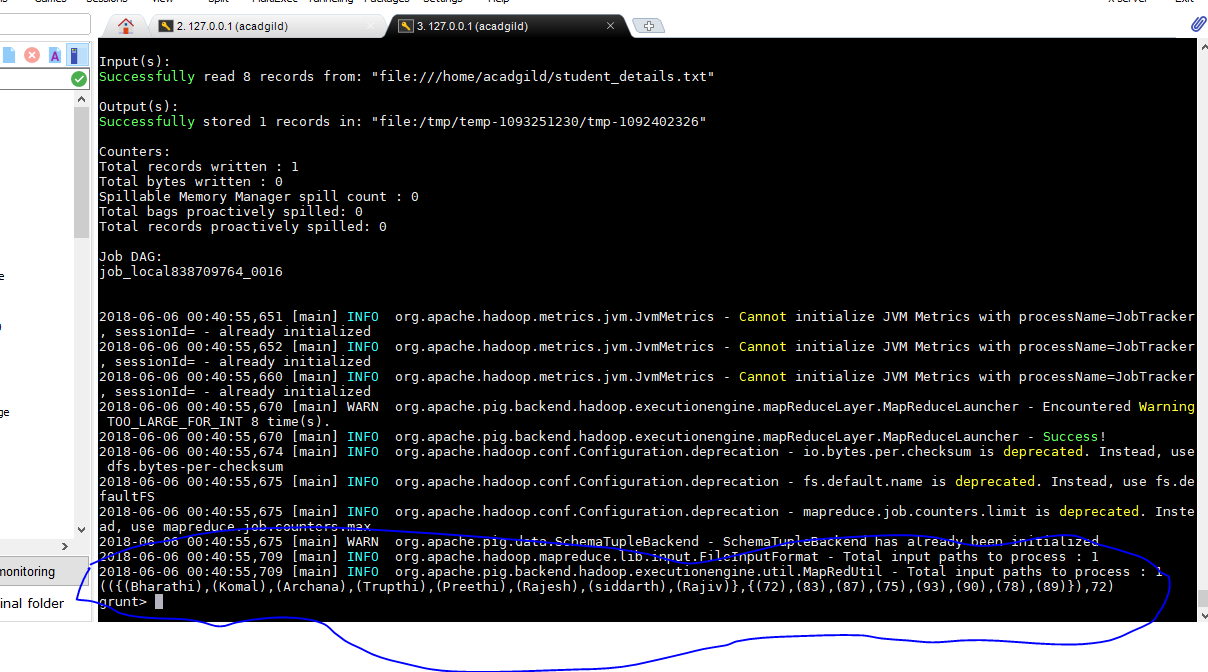 Sessions View Split MultiExec Tunneling Packages Settings Help X server Exit
2. 127.0.0.1 (acadgild) 3. 127.0.0.1 (acadgild)
Input(s):
Successfully read 8 records from: "file:///home/acadgild/student_details.txt"
Output(s):
Successfully stored 1 records in: "file:/tmp/temp-1093251230/tmp-1092402326"
Counters:
Total records written : 1
Total bytes written : 0
Spillable Memory Manager spill count : 0
Total bags proactively spilled: 0
Total records proactively spilled: 0
Job DAG:
job_local838709764_0016
2018-06-06 00:40:55,651 [main] INFO org.apache.hadoop.metrics.jvm.JvmMetrics - Cannot initialize JVM Metrics with processName=JobTracker
, sessionId= - already initialized
2018-06-06 00:40:55,652 [main] INFO org.apache.hadoop.metrics.jvm.JvmMetrics - Cannot initialize JVM Metrics with processName=JobTracker
, sessionId= - already initialized
2018-06-06 00:40:55,660 [main] INFO org.apache.hadoop.metrics.jvm.JvmMetrics - Cannot initialize JVM Metrics with processName=JobTracker
, sessionId= - already initialized
2018-06-06 00:40:55,670 [main] WARN org.apache.pig.backend.hadoop.executionengine.mapReduceLayer.MapReduceLauncher - Encountered Warning
TOO_LARGE_FOR_INT 8 time(s).
2018-06-06 00:40:55,670 [main] INFO org.apache.pig.backend.hadoop.executionengine.mapReduceLayer.MapReduceLauncher - Success!
2018-06-06 00:40:55,674 [main] INFO org.apache.hadoop.conf.Configuration.deprecation - io.bytes.per.checksum is deprecated. Instead, use
dfs.bytes-per-checksum
2018-06-06 00:40:55,675 [main] INFO org.apache.hadoop.conf.Configuration.deprecation - fs.default.name is deprecated. Instead, use fs.de
faultFS
2018-06-06 00:40:55,675 [main] INFO org.apache.hadoop.conf.Configuration.deprecation - mapreduce.job.counters.limit is deprecated. Inste
ad, use mapreduce.job.counters.max
2018-06-06 00:40:55,675 [main] WARN org.apache.pig.data.SchemaTupleBackend - SchemaTupleBackend has already been initialized
2018-06-06 00:40:55,709 [main] INFO org.apache.hadoop.mapreduce.lib.input.FileInputFormat - Total input paths to process : 1
2018-06-06 00:40:55,709 [main] INFO org.apache.pig.backend.hadoop.executionengine.util.MapRedUtil - Total input paths to process : 1
(({(Bharathi),(Komal),(Archana),(Trupthi),(Preethi),(Rajesh),(siddarth),(Rajiv)},{(72),(83),(87),(75),(93),(90),(78),(89)}),72)
grunt>
monitoring
inal folder